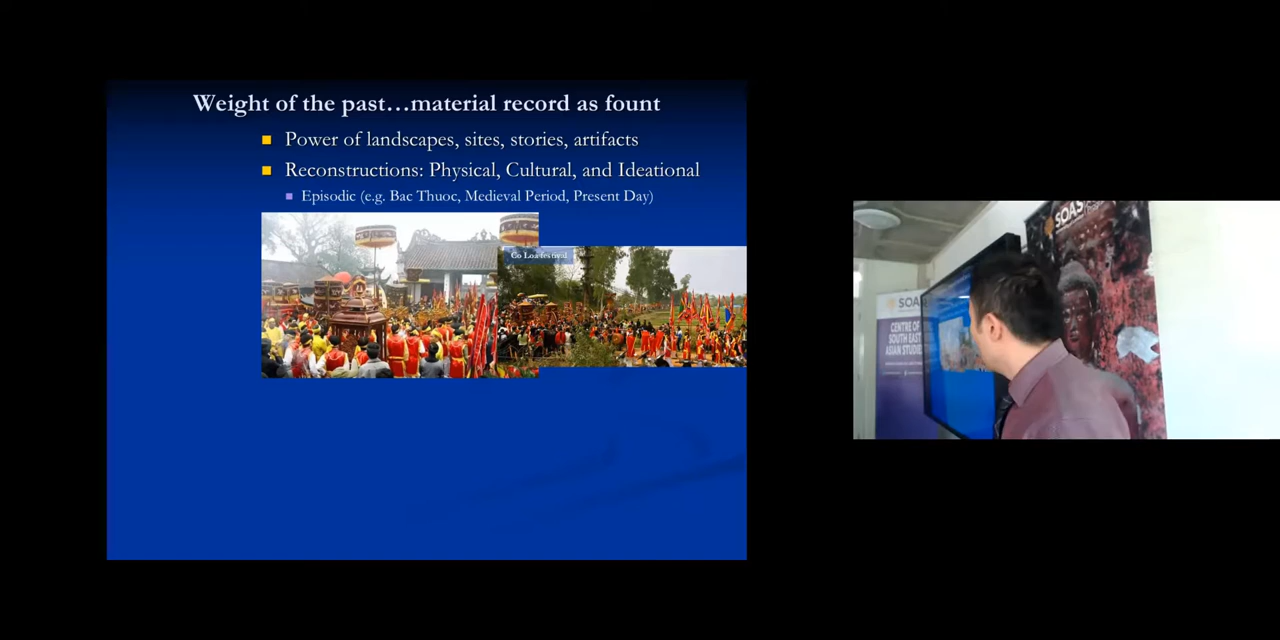 Weight of the past…material record as fount
Power of landscapes, sites, stories, artifacts
Reconstructions: Physical, Cultural, and Ideational
Episodic (e.g. Bac Thuoc, Medieval Period, Present Day)
Co Loa festival
SOAS
SOAS
CENTRE OF
SOUTH EAST
ASIAN STUDIES